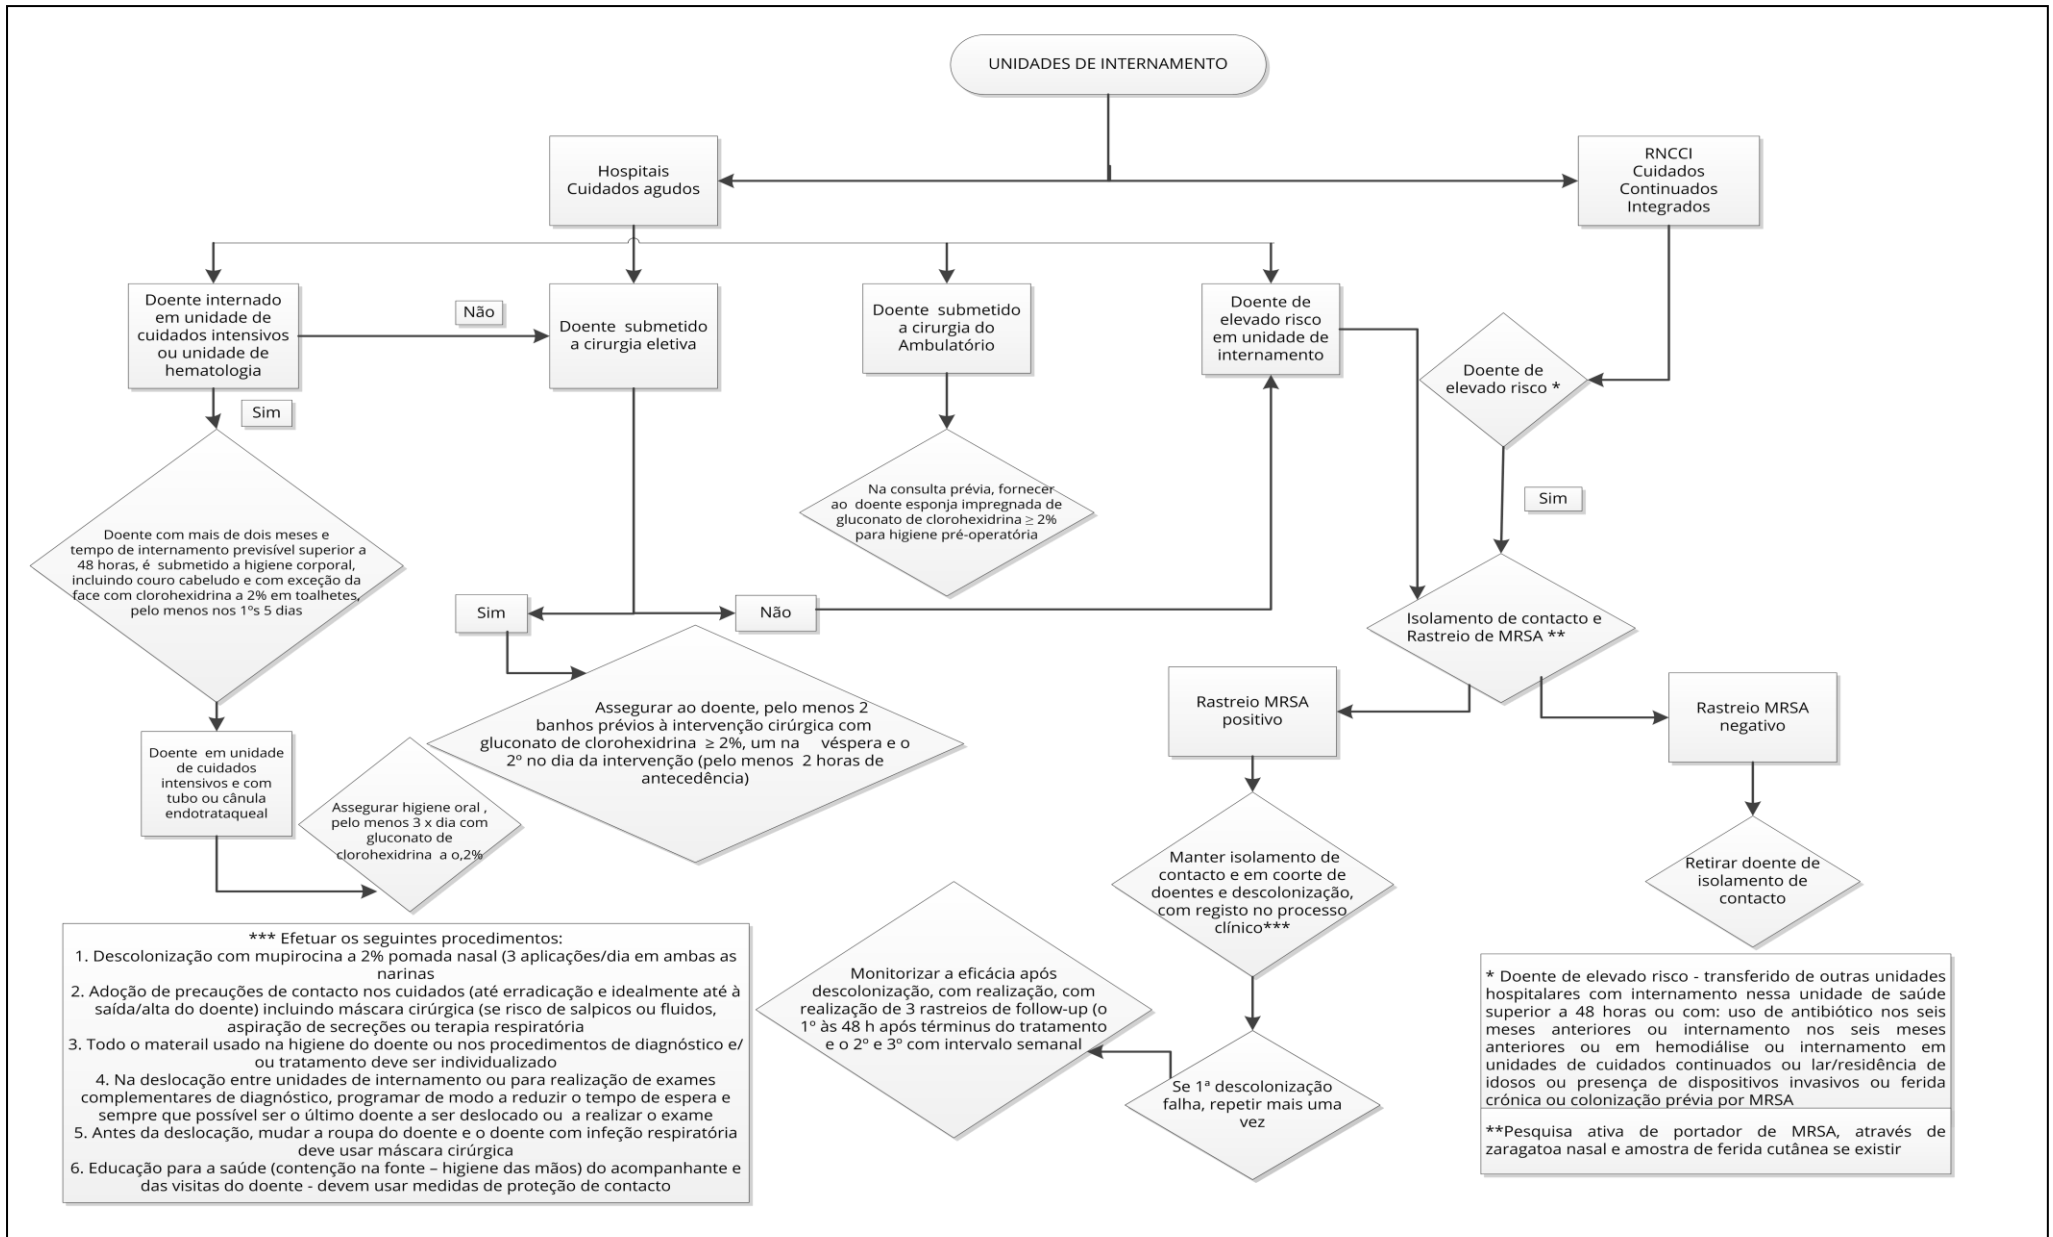 UNIDADES DE INTERNAMENTO
Hospitais
Cuidados agudos
RNCCI
Cuidados
Continuados
Integrados
Doente internado
em unidade de
cuidados intensivos
ou unidade de
hematologia
Não
Doente submetido
a cirurgia eletiva
Doente submetido
a cirurgia do
Ambulatório
Doente de
elevado risco
em unidade de
internamento
Doente de
elevado risco *
Sim
Sim
Doente com mais de dois meses e
tempo de internamento previsível superior a
48 horas, é submetido a higiene corporal,
incluindo couro cabeludo e com exceção da
face com clorohexidrina a 2% em toalhetes,
pelo menos nos 1ºs 5 dias
Na consulta prévia, fornecer
ao doente esponja impregnada de
gluconato de clorohexidrina ≥ 2%
para higiene pré-operatória
Sim
Não
Isolamento de contacto e
Rastreio de MRSA **
Assegurar ao doente, pelo menos 2
banhos prévios à intervenção cirúrgica com
gluconato de clorohexidrina ≥ 2%, um na véspera e o
2º no dia da intervenção (pelo menos 2 horas de
antecedência)
Rastreio MRSA
positivo
Rastreio MRSA
negativo
Doente em unidade
de cuidados
intensivos e com
tubo ou cânula
endotrataqueal
Assegurar higiene oral ,
pelo menos 3 x dia com
gluconato de
clorohexidrina a o,2%
Manter isolamento de
contacto e em coorte de
doentes e descolonização,
com registo no processo
clínico***
Retirar doente de
isolamento de
contacto
*** Efetuar os seguintes procedimentos:
1. Descolonização com mupirocina a 2% pomada nasal (3 aplicações/dia em ambas as
narinas
2. Adoção de precauções de contacto nos cuidados (até erradicação e idealmente até à
saída/alta do doente) incluindo máscara cirúrgica (se risco de salpicos ou fluidos,
aspiração de secreções ou terapia respiratória
3. Todo o materail usado na higiene do doente ou nos procedimentos de diagnóstico e/
ou tratamento deve ser individualizado
4. Na deslocação entre unidades de internamento ou para realização de exames
complementares de diagnóstico, programar de modo a reduzir o tempo de espera e
sempre que possível ser o último doente a ser deslocado ou a realizar o exame
5. Antes da deslocação, mudar a roupa do doente e o doente com infeção respiratória
deve usar máscara cirúrgica
6. Educação para a saúde (contenção na fonte – higiene das mãos) do acompanhante e
das visitas do doente - devem usar medidas de proteção de contacto
Monitorizar a eficácia após
descolonização, com realização, com
realização de 3 rastreios de follow-up (o
1º às 48 h após términus do tratamento
e o 2º e 3º com intervalo semanal
Se 1ª descolonização
falha, repetir mais uma
vez
* Doente de elevado risco - transferido de outras unidades
hospitalares com internamento nessa unidade de saúde
superior a 48 horas ou com: uso de antibiótico nos seis
meses anteriores ou internamento nos seis meses
anteriores ou em hemodiálise ou internamento em
unidades de cuidados continuados ou lar/residência de
idosos ou presença de dispositivos invasivos ou ferida
crónica ou colonização prévia por MRSA
**Pesquisa ativa de portador de MRSA, através de
zaragatoa nasal e amostra de ferida cutânea se existir